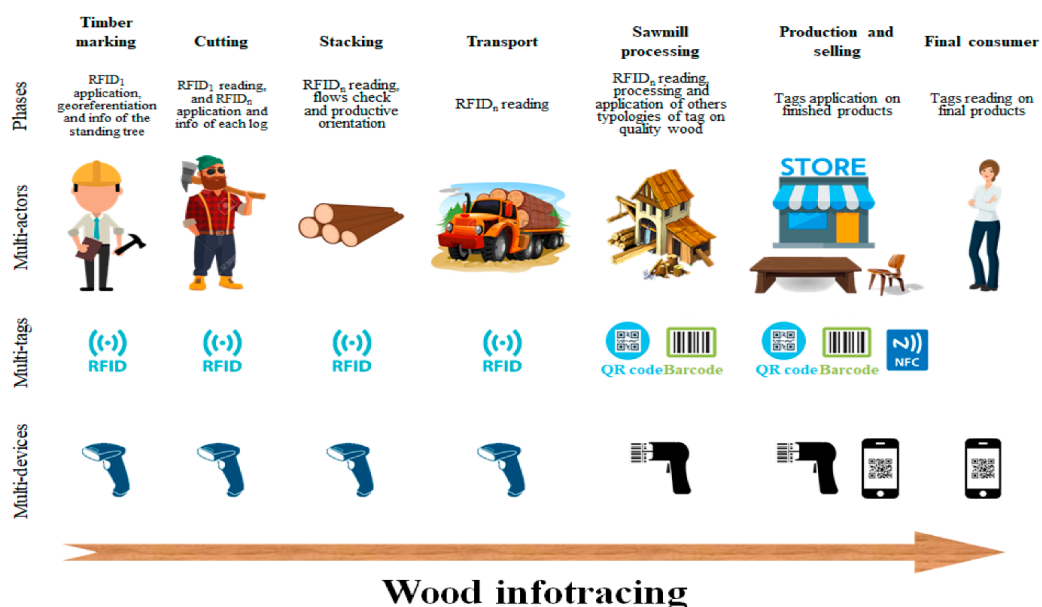 Timber
marking
Cutting
Stacking
Transport
Sawmill
processing
Production and
selling
Final consumer
Phases
RFID₁
application,
georeferentiation
and info of the
standing tree
RFID₁ reading,
and RFIDₙ
application and
info of each log
RFIDₙ reading,
flows check
and productive
orientation
RFIDₙ reading
RFIDₙ reading,
processing and
application of others
typologies of tag on
quality wood
Tags application on
finished products
Tags reading on
final products
Multi-actors
STORE
Multi-tags
RFID
RFID
RFID
RFID
QR code
Barcode
QR code
Barcode
NFC
Multi-devices
Wood infotracing